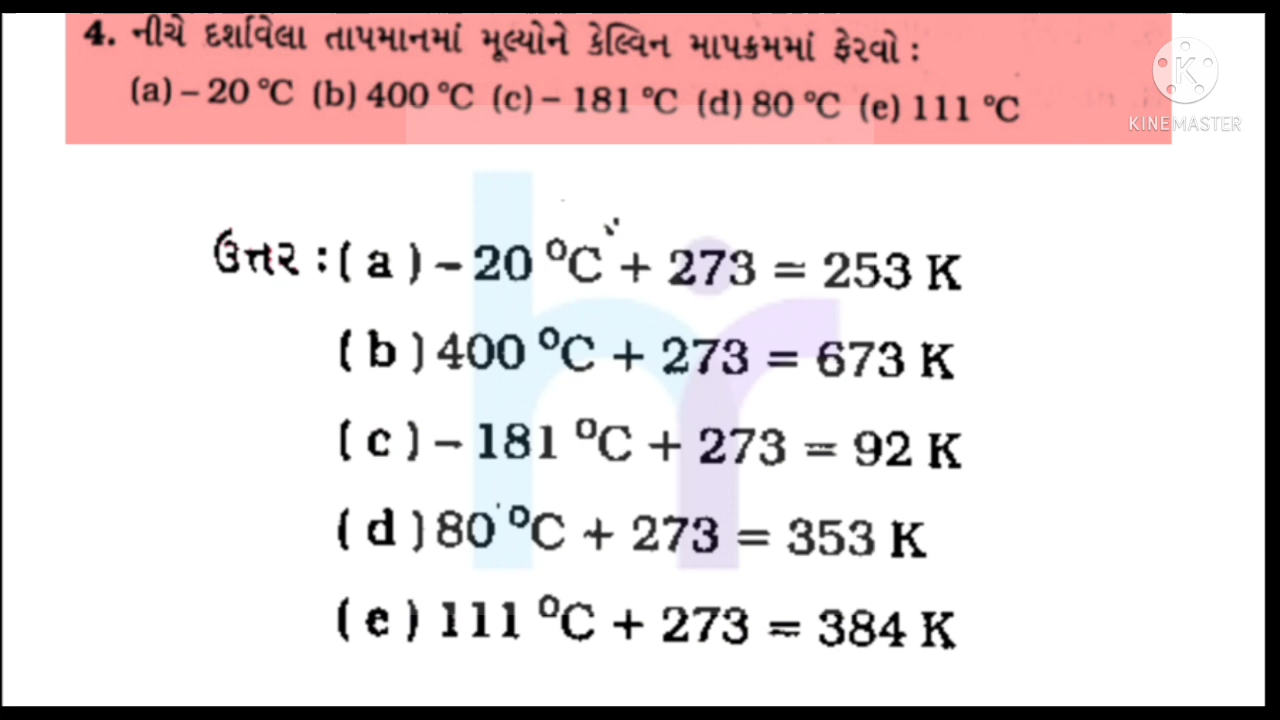 4. નીચે દર્શાવેલા તાપમાનમાં મૂલ્યોને કેલ્વિન માપક્રમમાં ફેરવો :
(a) – 20 °C (b) 400 °C (c) – 181 °C (d) 80 °C (e) 111 °C
KINEMASTER
ઉત્તર : ( a ) – 20 °C + 273 = 253 K
( b ) 400 °C + 273 = 673 K
( c ) – 181 °C + 273 = 92 K
( d ) 80 °C + 273 = 353 K
( e ) 111 °C + 273 = 384 K